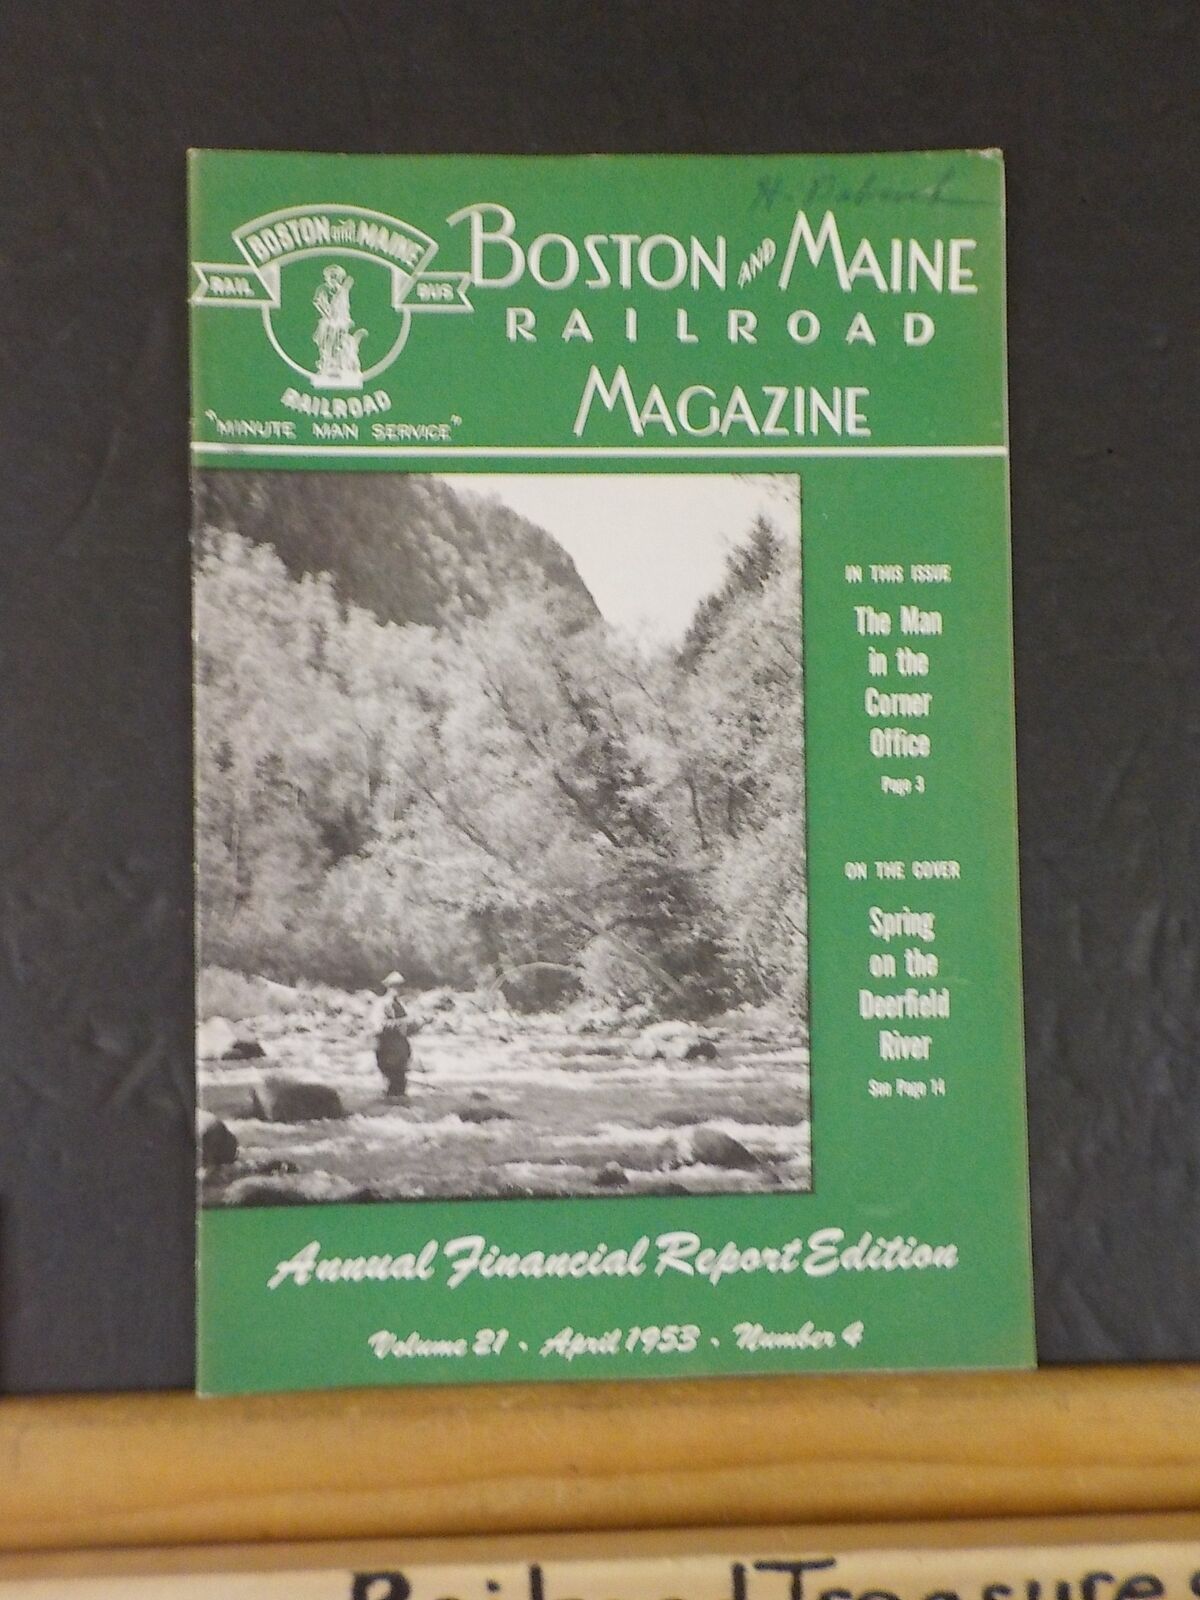 BOSTON and MAINE
RAIL BUS
RAILROAD
"MINUTE MAN SERVICE"
BOSTON AND MAINE
RAILROAD
MAGAZINE
IN THIS ISSUE
The Man
in the
Corner
Office
Page 3
ON THE COVER
Spring
on the
Deerfield
River
See Page 14
Annual Financial Report Edition
Volume 21 • April 1953 • Number 4
Railroad Treasures